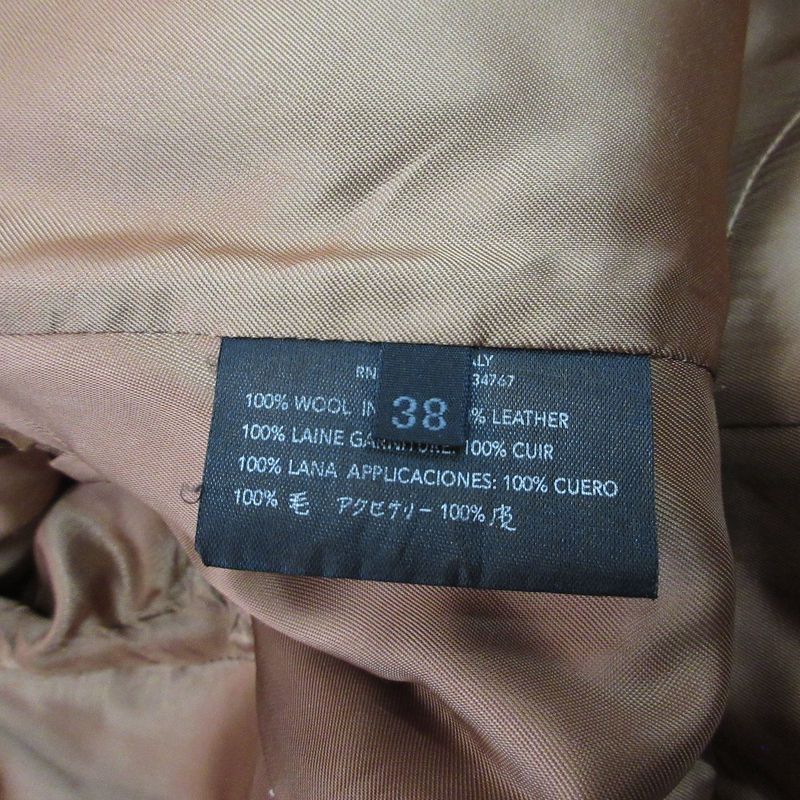 ALY
RN 34767
38
100% WOOL IN % LEATHER
100% LAINE GARNITURE: 100% CUIR
100% LANA APPLICACIONES: 100% CUERO
100% 毛 アクセサリー 100% 皮